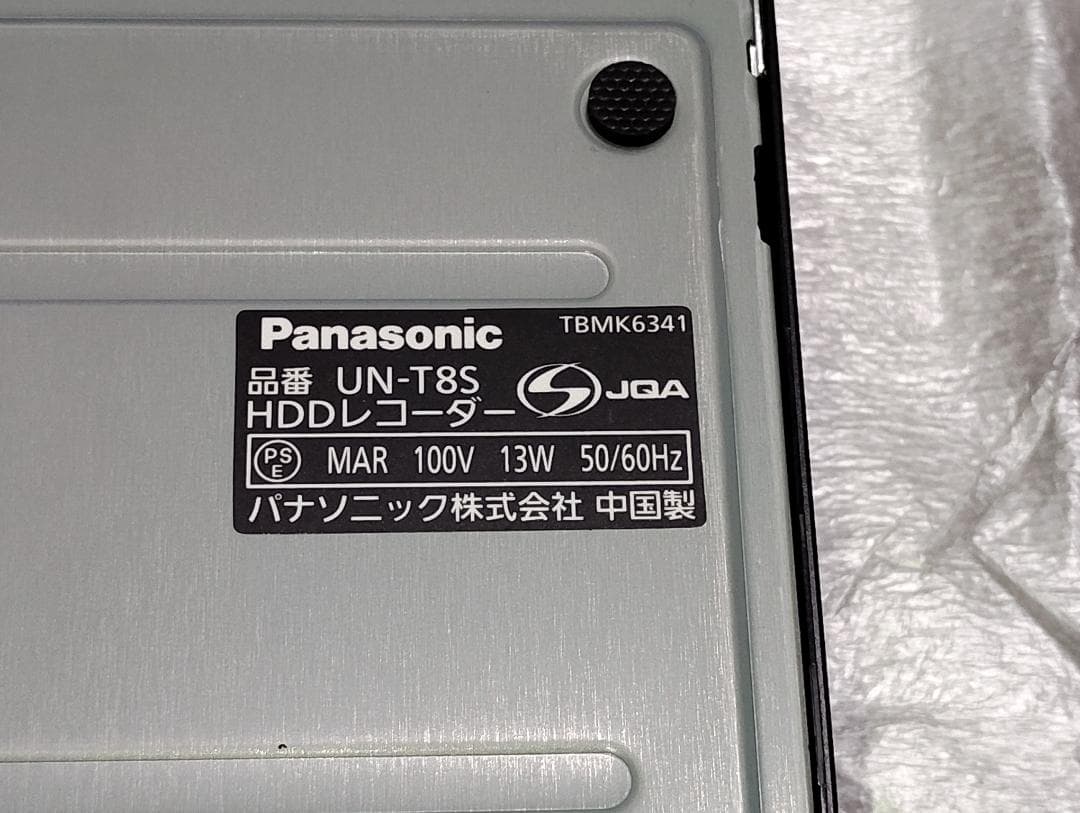 Panasonic TBMK6341
品番 UN-T8S JQA
HDDレコーダー
PSE MAR 100V 13W 50/60Hz
パナソニック株式会社 中国製